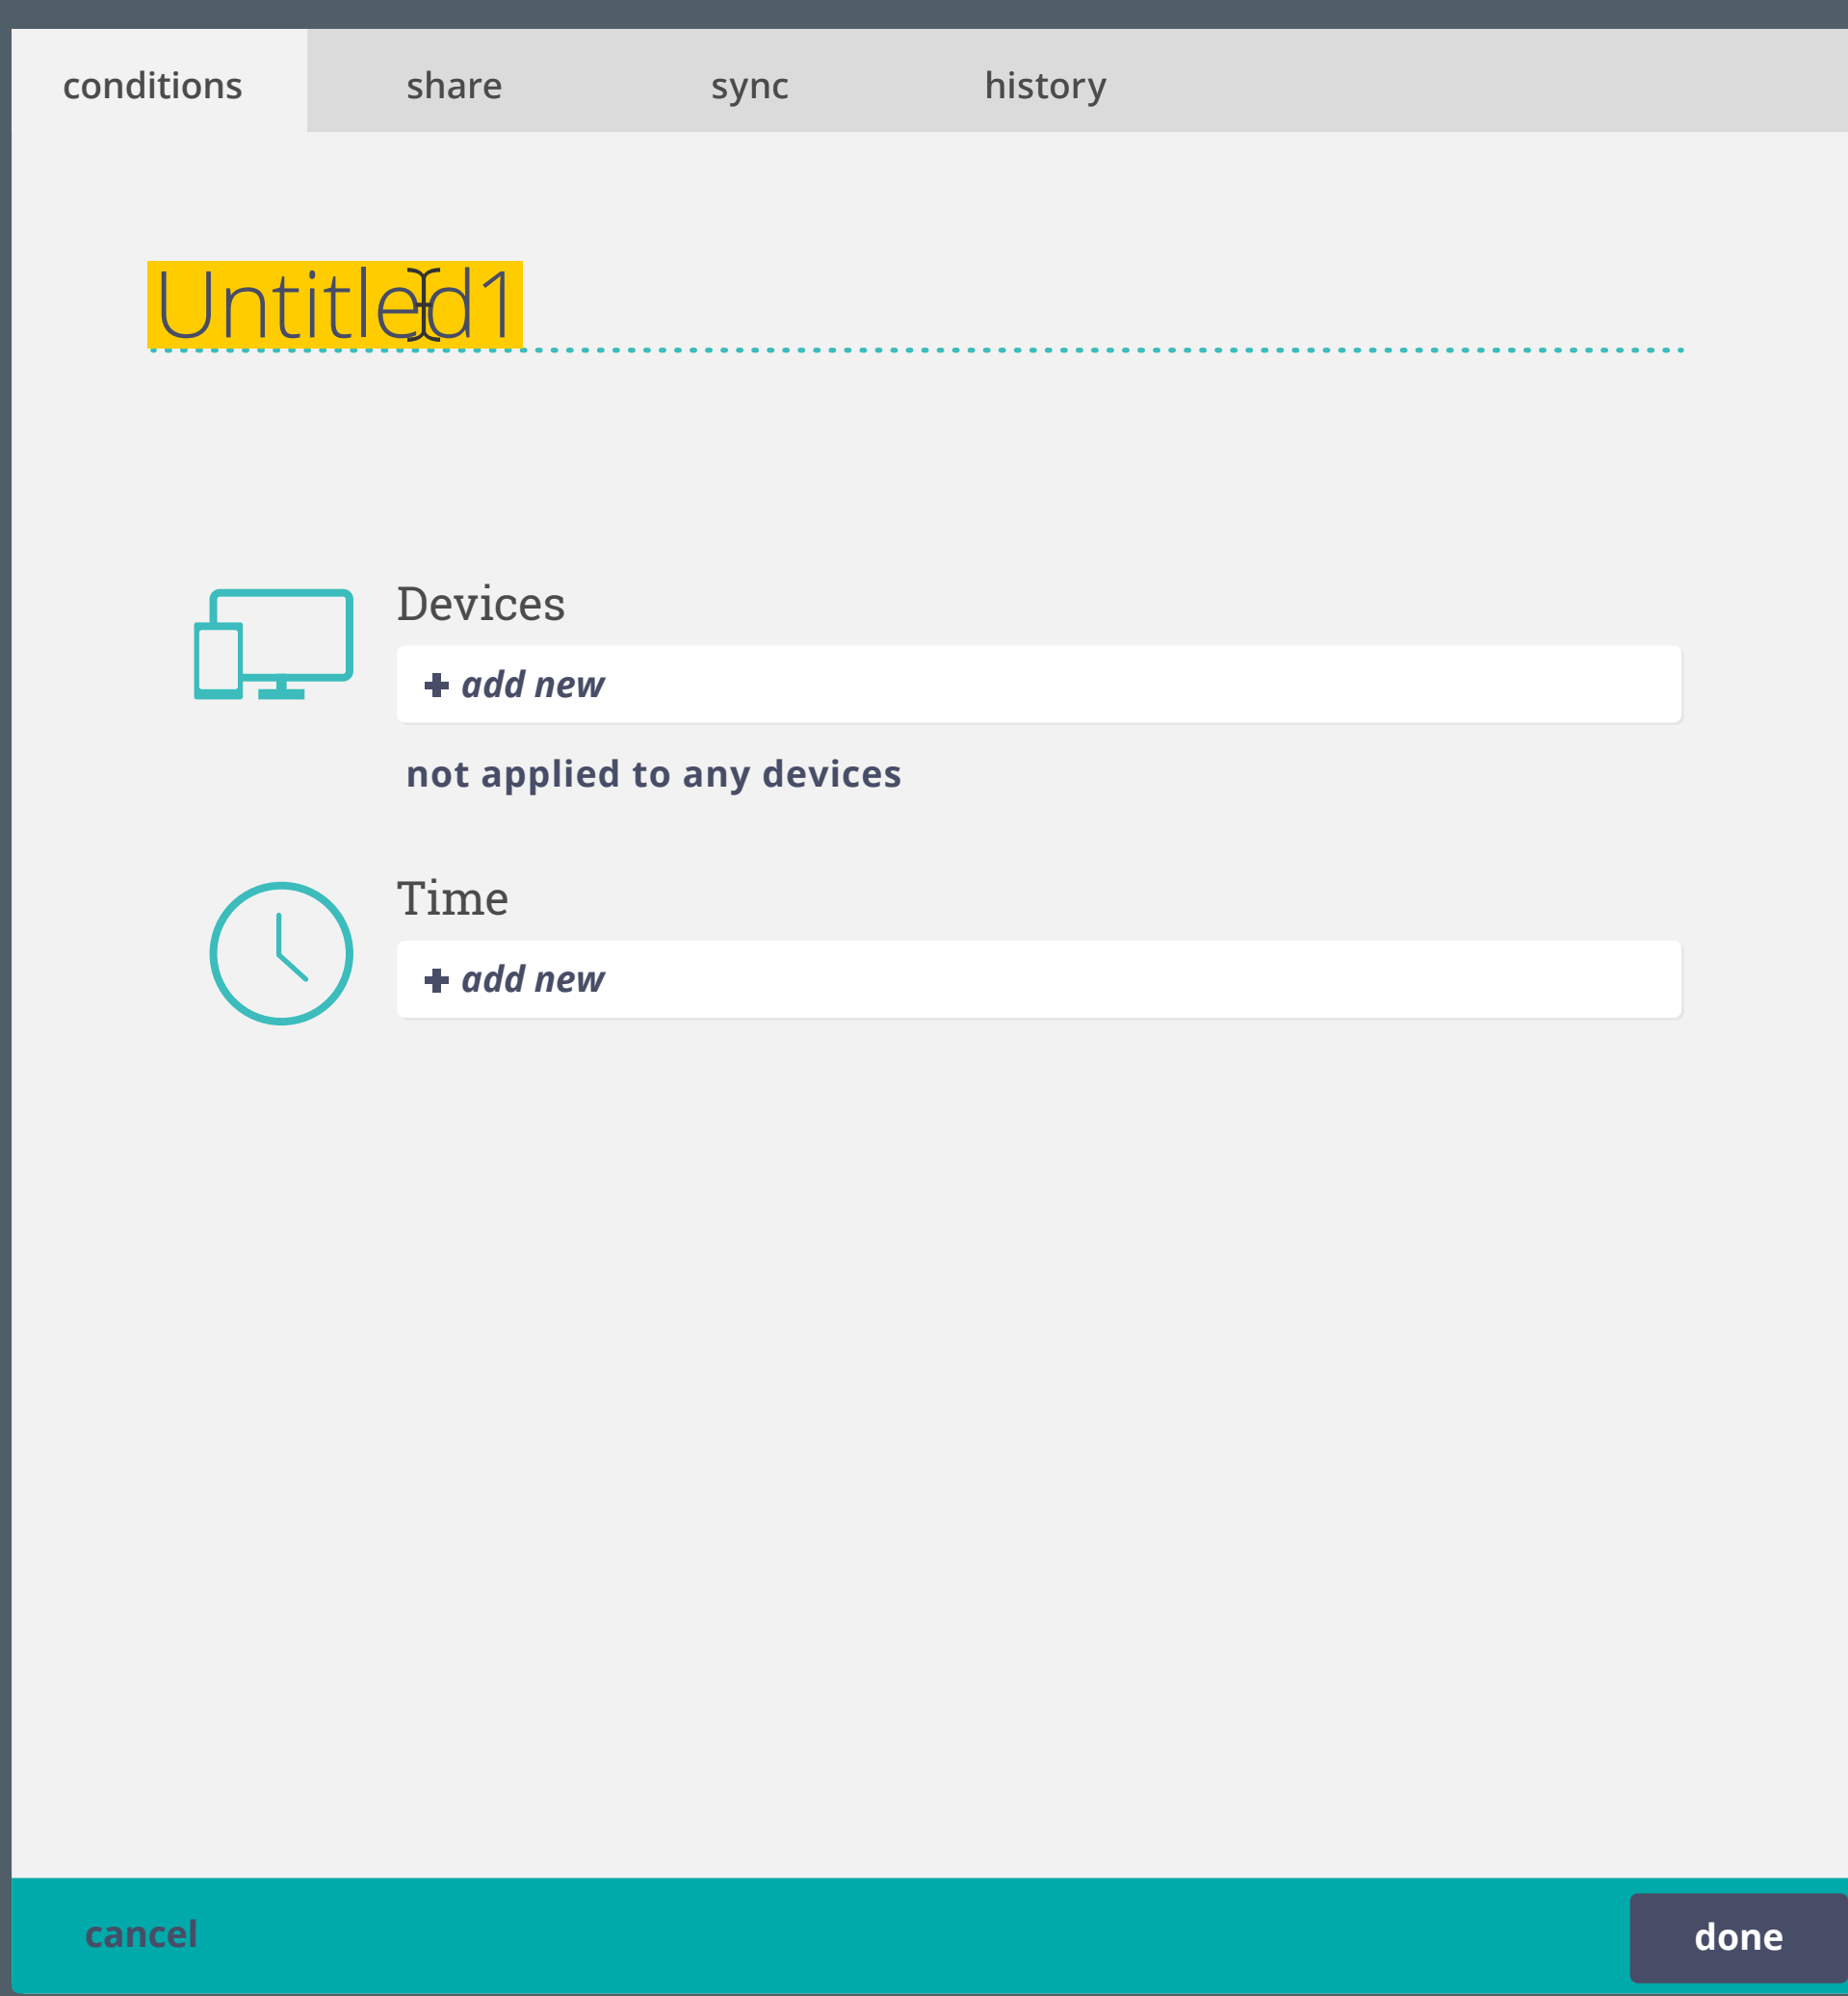 conditions share sync history
Untitled1
Devices
+ add new
not applied to any devices
Time
+ add new
cancel done